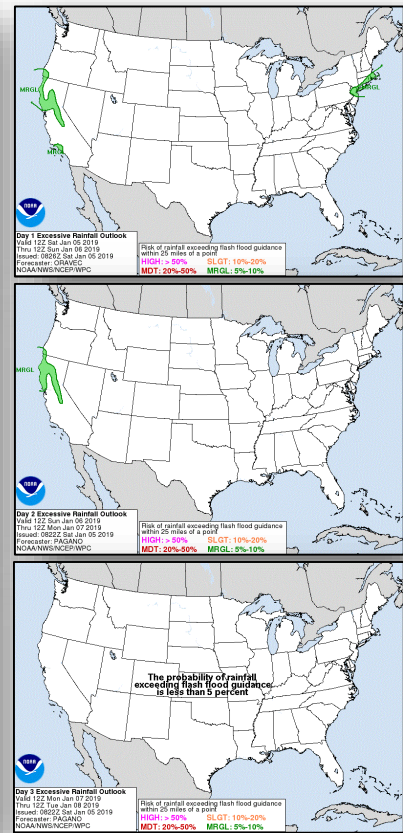 MRGL
MRGL
NOAA
Day 1 Excessive Rainfall Outlook
Valid 12Z Sat Jan 05 2019
Thru 12Z Sun Jan 06 2019
Issued: 0826Z Sat Jan 05 2019
Forecaster: ORAVEC
NOAA/NWS/NCEP/WPC
Risk of rainfall exceeding flash flood guidance
within 25 miles of a point
HIGH: > 50% SLGT: 10%-20%
MDT: 20%-50% MRGL: 5%-10%
MRGL
NOAA
Day 2 Excessive Rainfall Outlook
Valid 12Z Sun Jan 06 2019
Thru 12Z Mon Jan 07 2019
Issued: 0822Z Sat Jan 05 2019
Forecaster: PAGANO
NOAA/NWS/NCEP/WPC
Risk of rainfall exceeding flash flood guidance
within 25 miles of a point
HIGH: > 50% SLGT: 10%-20%
MDT: 20%-50% MRGL: 5%-10%
The probability of rainfall
exceeding flash flood guidance
is less than 5 percent
NOAA
Day 3 Excessive Rainfall Outlook
Valid 12Z Mon Jan 07 2019
Thru 12Z Tue Jan 08 2019
Issued: 0822Z Sat Jan 05 2019
Forecaster: PAGANO
NOAA/NWS/NCEP/WPC
Risk of rainfall exceeding flash flood guidance
within 25 miles of a point
HIGH: > 50% SLGT: 10%-20%
MDT: 20%-50% MRGL: 5%-10%